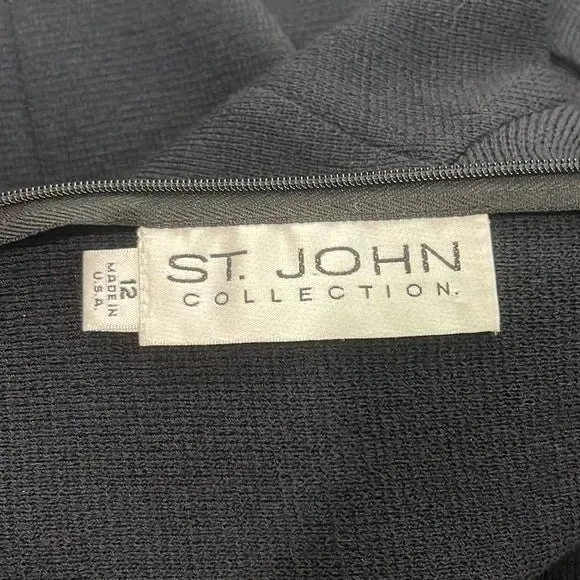 ST. JOHN
COLLECTION.
12
MADE IN
U.S.A.